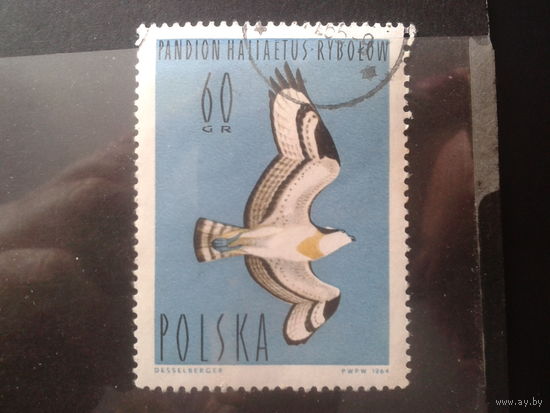 PANDION HALIAETUS · RYBOŁÓW
60
GR
POLSKA
DESSELBERGER
PWPW 1964
www.ay.by